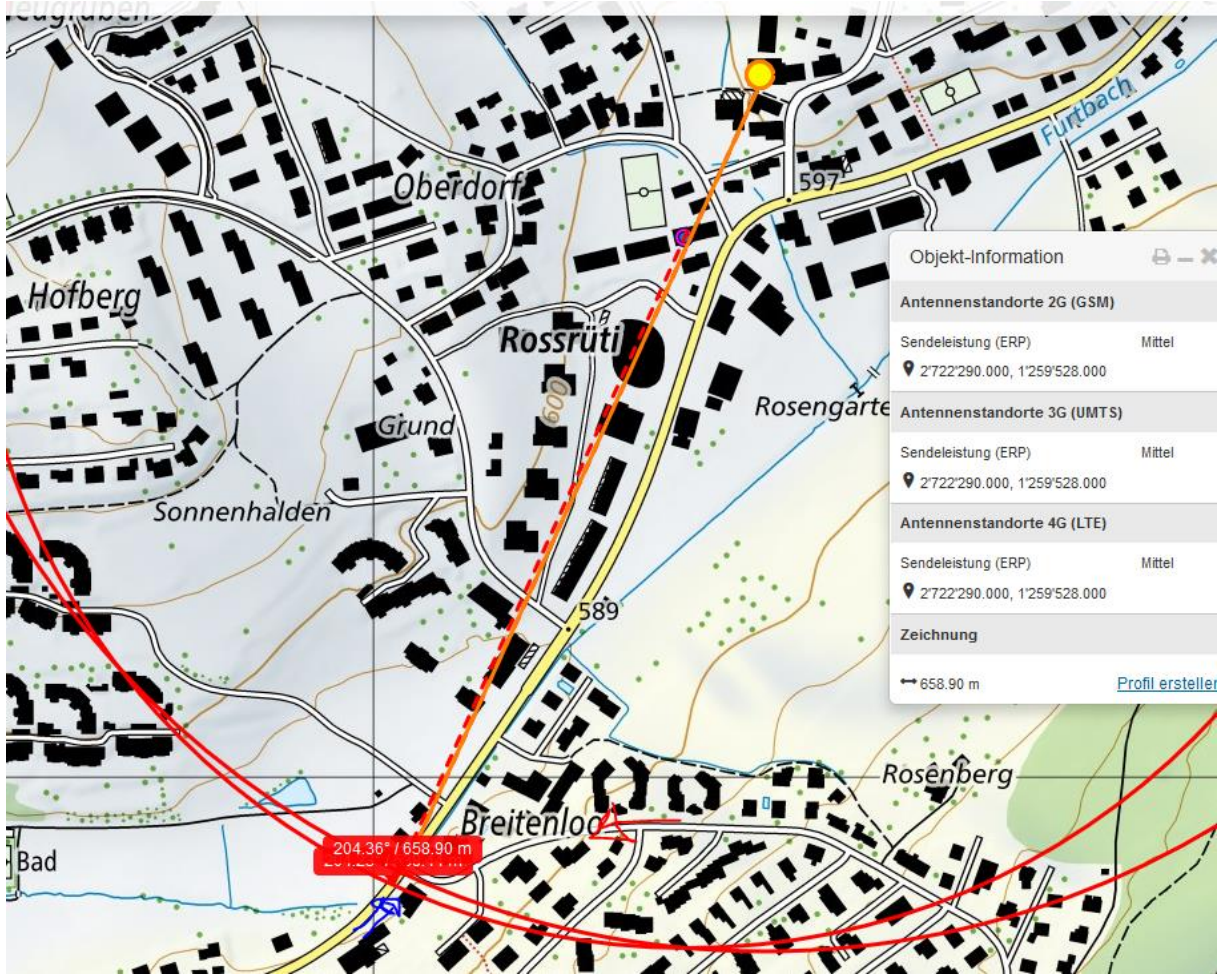 Oberdorf
597
Furtbach
Hofberg
Rossrüti
600
Grund
Rosengarte
Sonnenhalden
589
Rosenberg
Breitenloo
Bad
204.36° / 658.90 m
Objekt-Information
Antennenstandorte 2G (GSM)
Sendeleistung (ERP) Mittel
2'722'290.000, 1'259'528.000
Antennenstandorte 3G (UMTS)
Sendeleistung (ERP) Mittel
2'722'290.000, 1'259'528.000
Antennenstandorte 4G (LTE)
Sendeleistung (ERP) Mittel
2'722'290.000, 1'259'528.000
Zeichnung
658.90 m Profil erstellen